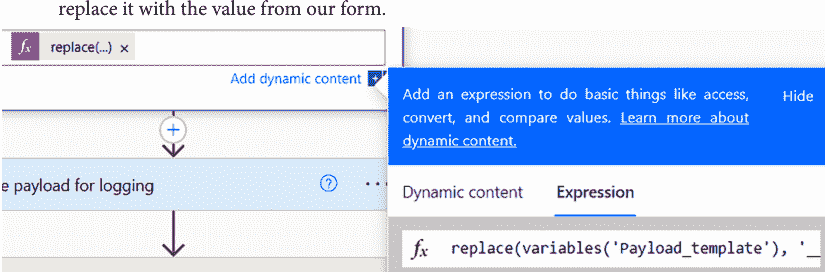 replace it with the value from our form.
fx replace(...) ×
Add dynamic content
Add an expression to do basic things like access,
convert, and compare values. Learn more about
dynamic content.
Hide
e payload for logging
Dynamic content Expression
fx replace(variables('Payload_template'), '__